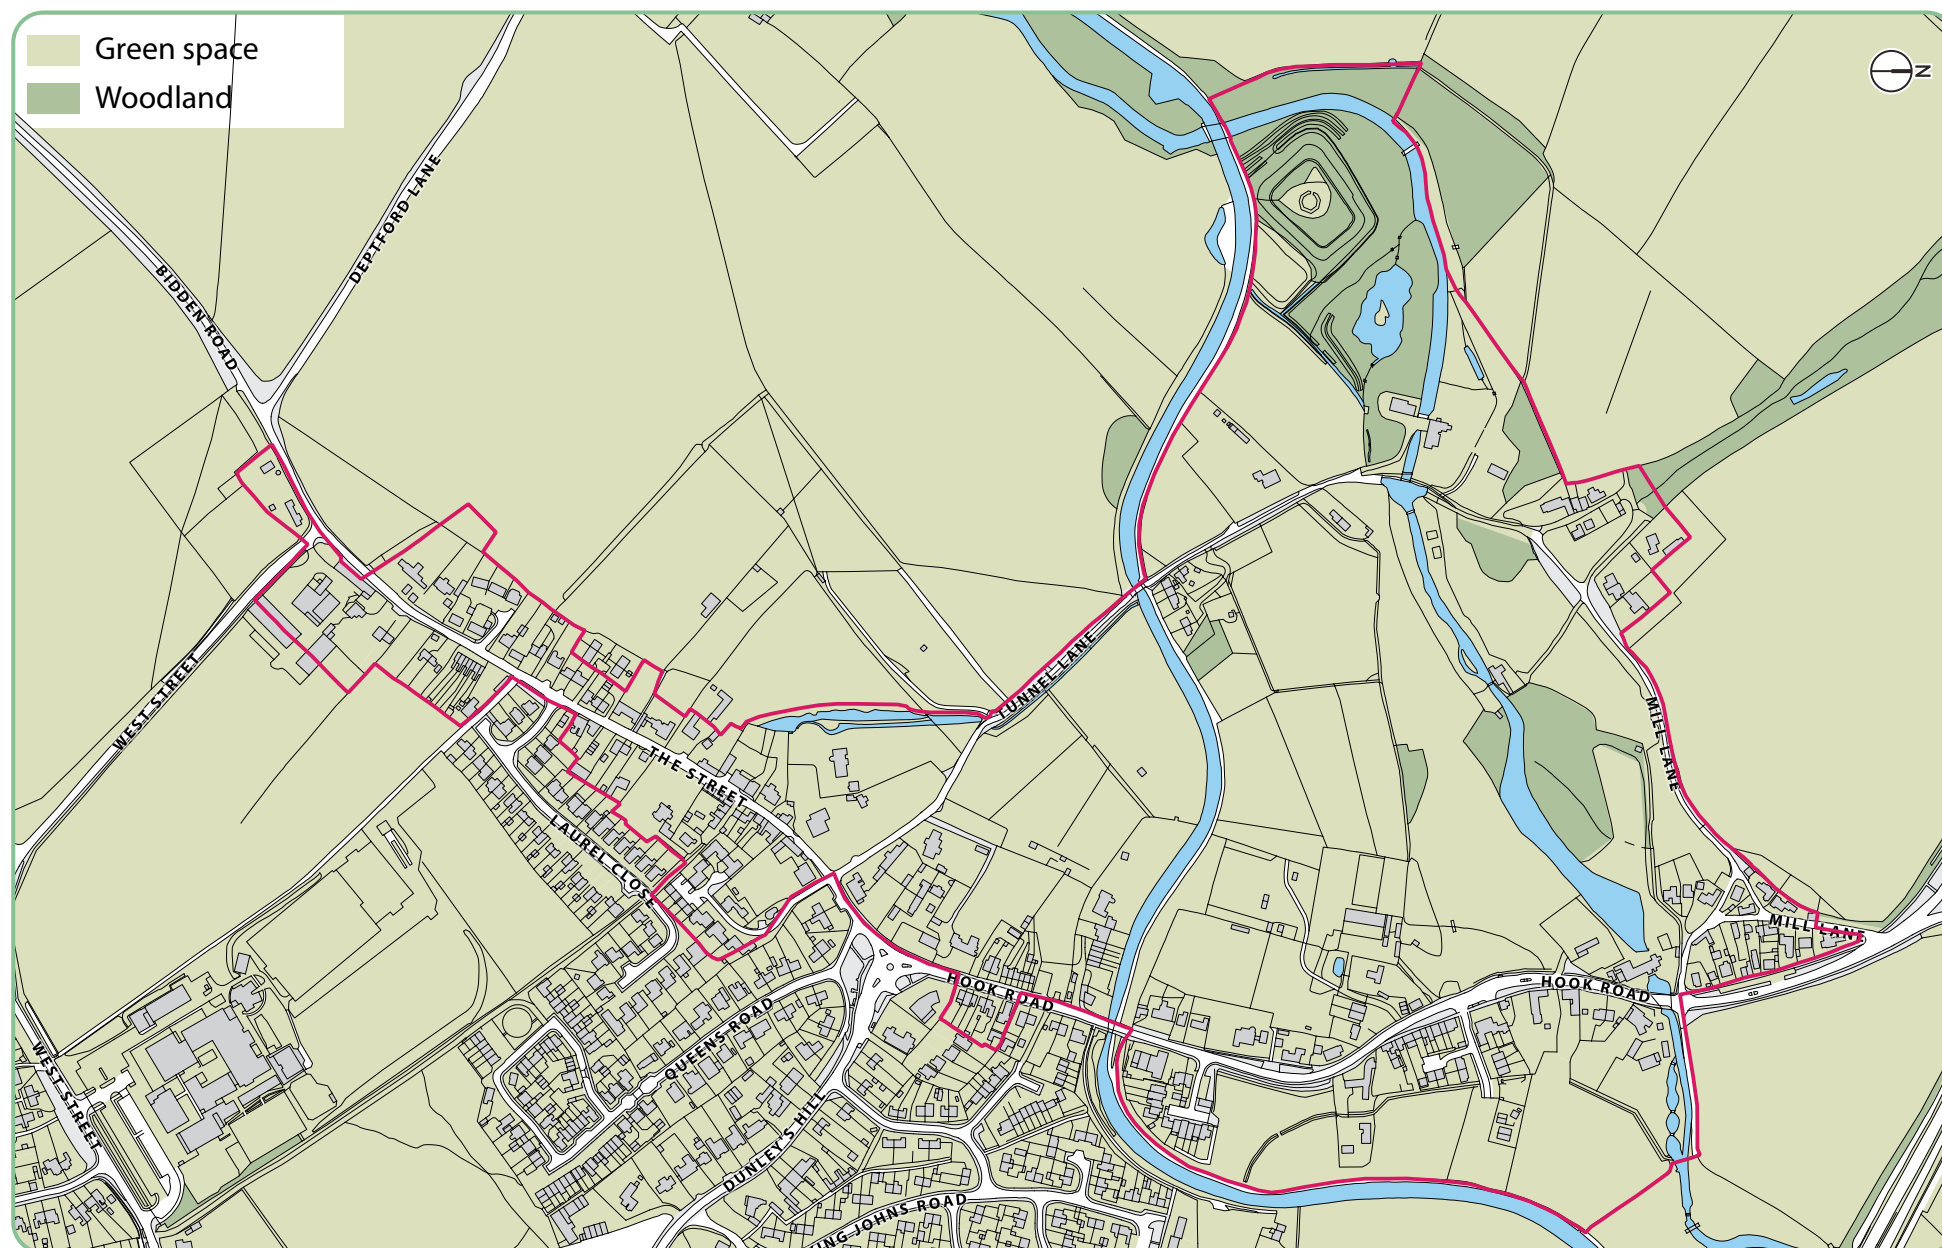 Green space
Woodland
N
DEPTFORD LANE
BIDDEN ROAD
WEST STREET
TUNNEL LANE
THE STREET
LAUREL CLOSE
MILL LANE
MILL LANE
HOOK ROAD
HOOK ROAD
QUEENS ROAD
WEST STREET
DUNLEY'S HILL
ING JOHNS ROAD